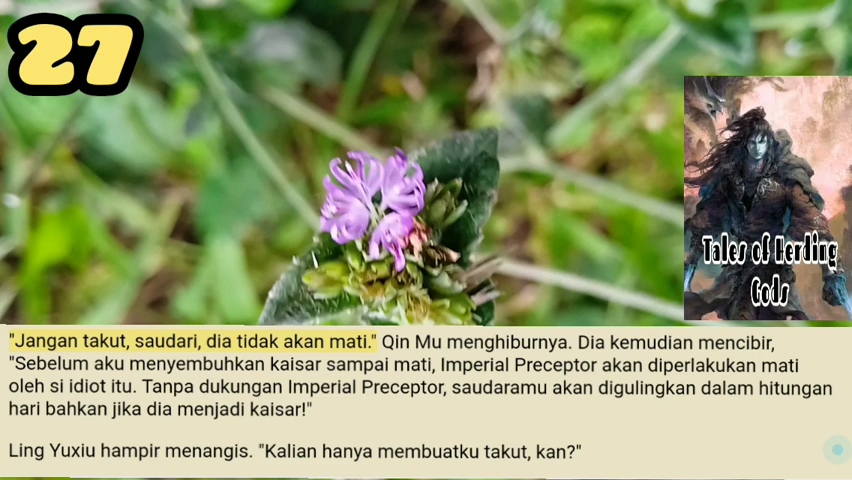 27
Tales of Herding
Gods
"Jangan takut, saudari, dia tidak akan mati." Qin Mu menghiburnya. Dia kemudian mencibir,
"Sebelum aku menyembuhkan kaisar sampai mati, Imperial Preceptor akan diperlakukan mati
oleh si idiot itu. Tanpa dukungan Imperial Preceptor, saudaramu akan digulingkan dalam hitungan
hari bahkan jika dia menjadi kaisar!"
Ling Yuxiu hampir menangis. "Kalian hanya membuatku takut, kan?"